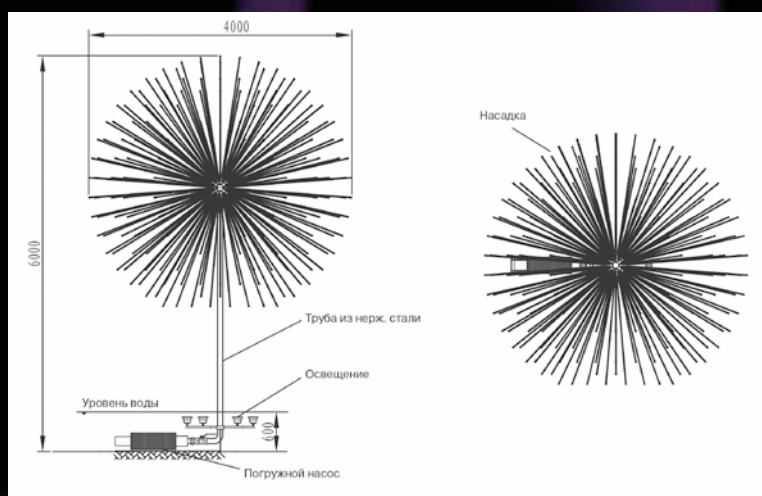 4000
6000
Насадка
Труба из нерж. стали
Освещение
Уровень воды
600
Погружной насос